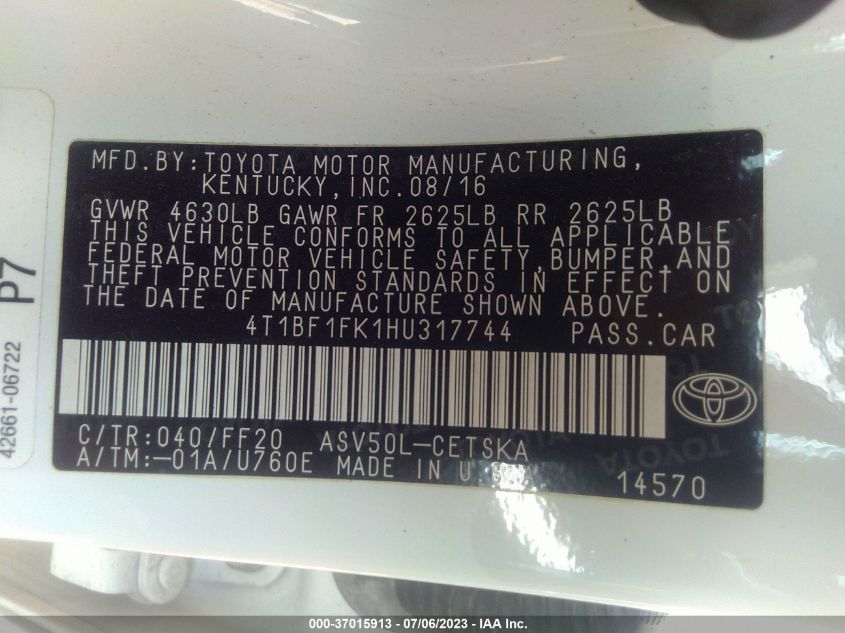 MFD.BY:TOYOTA MOTOR MANUFACTURING,
KENTUCKY,INC.08/16
GVWR 4630LB GAWR FR 2625LB RR 2625LB
THIS VEHICLE CONFORMS TO ALL APPLICABLE
FEDERAL MOTOR VEHICLE SAFETY,BUMPER,AND
THEFT PREVENTION STANDARDS IN EFFECT ON
THE DATE OF MANUFACTURE SHOWN ABOVE.
4T1BF1FK1HU317744 PASS.CAR
C/TR:040/FF20 ASV50L-CETSKA
A/TM:-01A/U760E MADE IN U.S.A.
14570
42661-06722 P7
TOYOTA
TOYOTA
000-37015913 - 07/06/2023 - © IAA Inc.